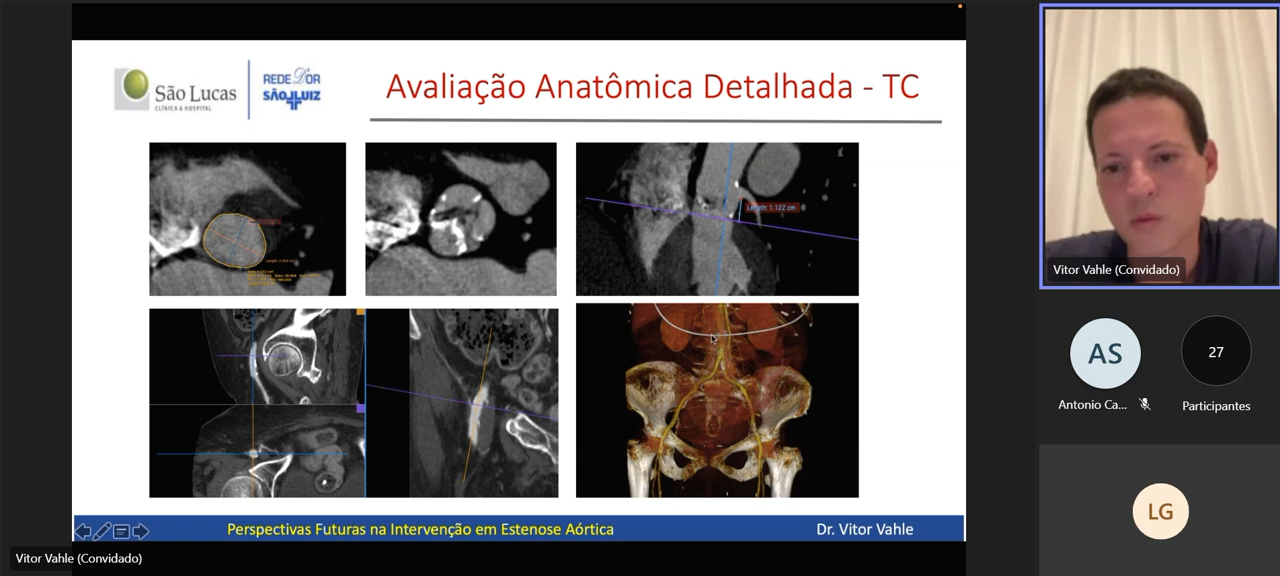 São Lucas
CLÍNICA & HOSPITAL
REDE D'OR
SÃO LUIZ
Avaliação Anatômica Detalhada - TC
Length: 1.122 cm
Perspectivas Futuras na Intervenção em Estenose Aórtica
Dr. Vitor Vahle
Vitor Vahle (Convidado)
Vitor Vahle (Convidado)
AS
27
Antonio Ca...
Participantes
LG